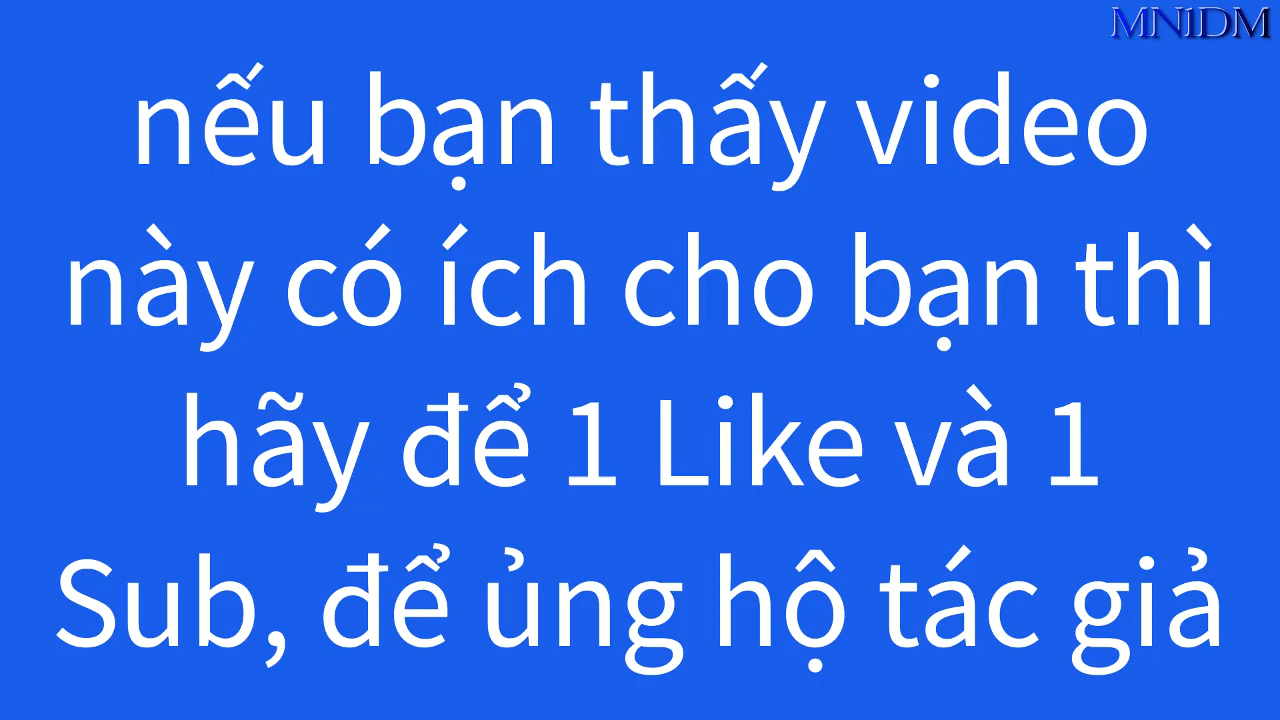 MN1DM
nếu bạn thấy video
này có ích cho bạn thì
hãy để 1 Like và 1
Sub, để ủng hộ tác giả